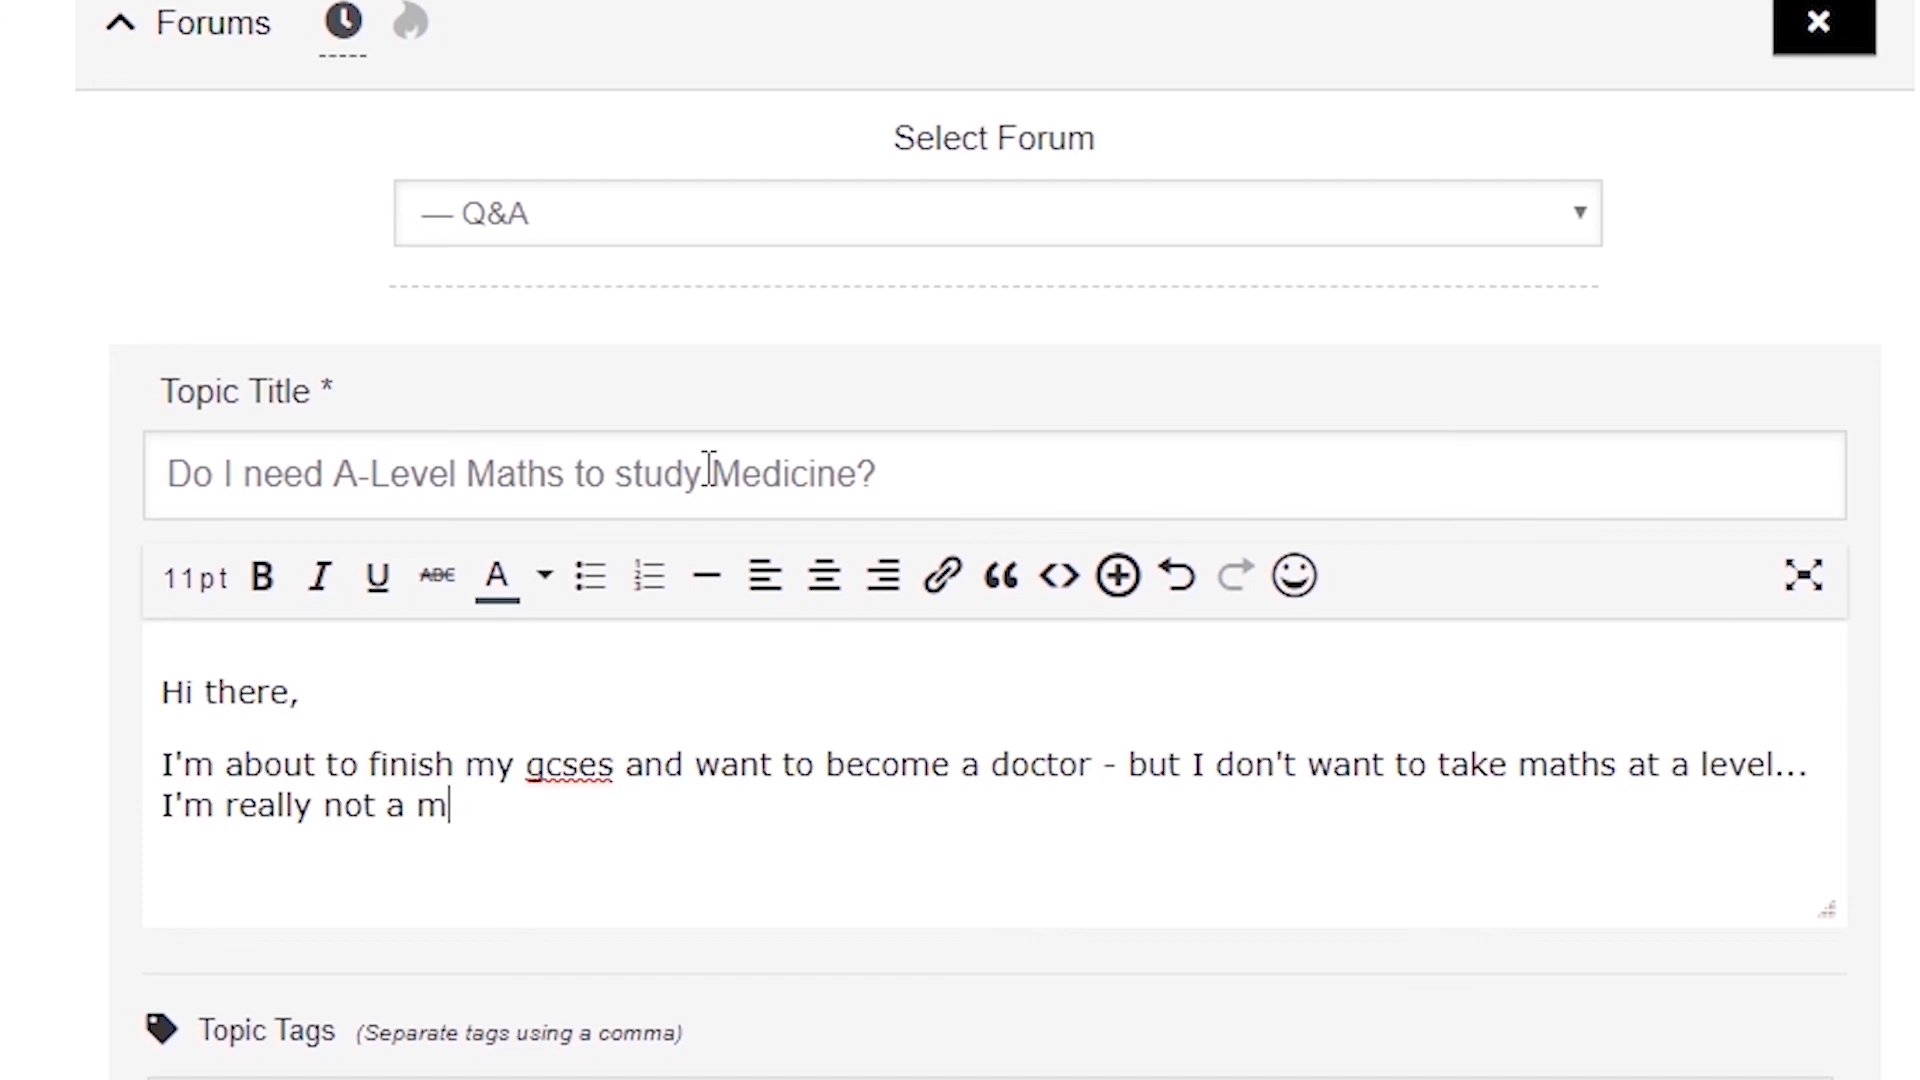 Forums
Select Forum
— Q&A
Topic Title *
Do I need A-Level Maths to study Medicine?
11pt B I U ABC A
Hi there,
I'm about to finish my gcses and want to become a doctor - but I don't want to take maths at a level...
I'm really not a m
Topic Tags (Separate tags using a comma)